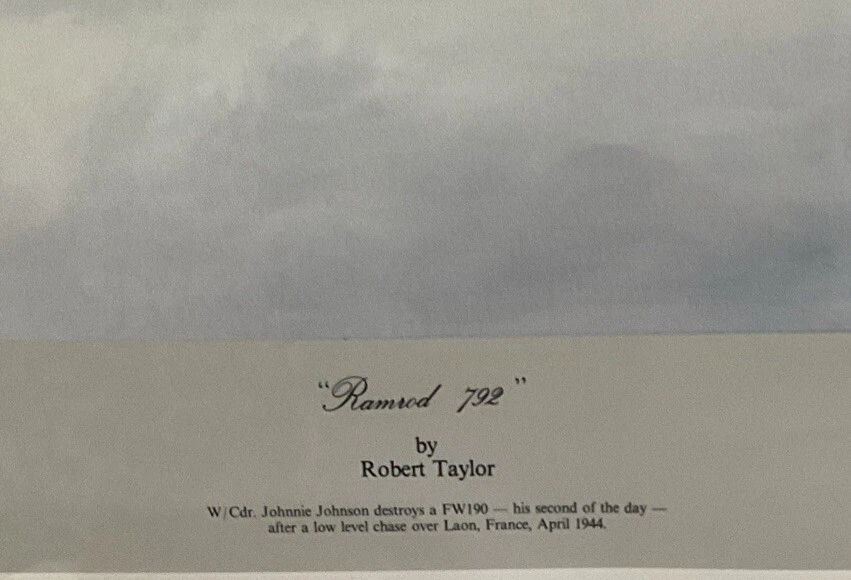 “Ramrod 792”
by
Robert Taylor
W/Cdr. Johnnie Johnson destroys a FW190 — his second of the day —
after a low level chase over Laon, France, April 1944.